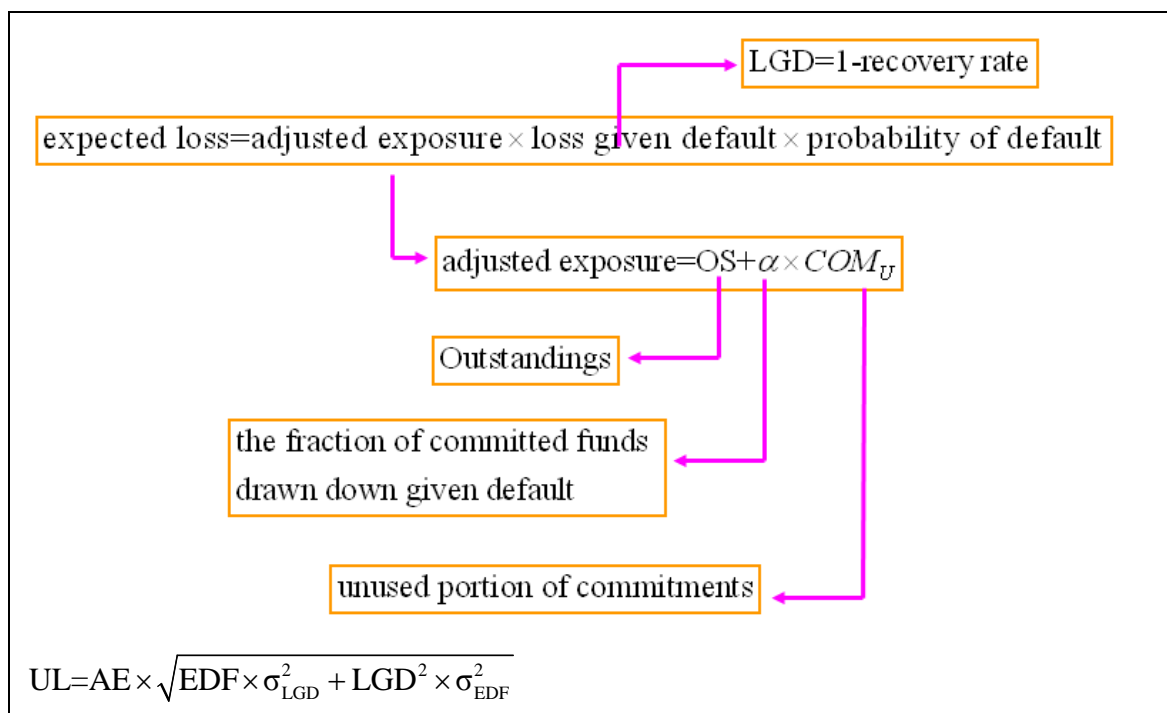 LGD=1-recovery rate
expected loss=adjusted exposure × loss given default × probability of default
adjusted exposure=OS+α×COM_U
Outstandings
the fraction of committed funds
drawn down given default
unused portion of commitments
UL=AE×√(EDF×σ²_LGD + LGD²×σ²_EDF)